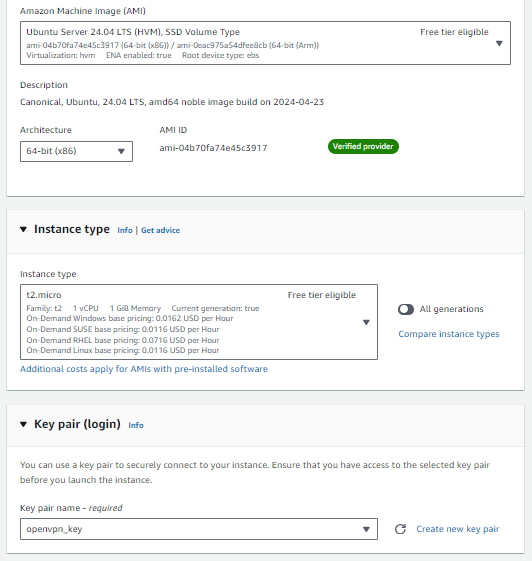 Amazon Machine Image (AMI)
Ubuntu Server 24.04 LTS (HVM), SSD Volume Type Free tier eligible
ami-04b70fa74e45c3917 (64-bit (x86)) / ami-0eac975a54dfee8cb (64-bit (Arm))
Virtualization: hvm ENA enabled: true Root device type: ebs
Description
Canonical, Ubuntu, 24.04 LTS, amd64 noble image build on 2024-04-23
Architecture AMI ID
64-bit (x86) ami-04b70fa74e45c3917 Verified provider
Instance type Info | Get advice
Instance type
t2.micro Free tier eligible
Family: t2 1 vCPU 1 GiB Memory Current generation: true
On-Demand Windows base pricing: 0.0162 USD per Hour
On-Demand SUSE base pricing: 0.0116 USD per Hour
On-Demand RHEL base pricing: 0.0716 USD per Hour
On-Demand Linux base pricing: 0.0116 USD per Hour
All generations
Compare instance types
Additional costs apply for AMIs with pre-installed software
Key pair (login) Info
You can use a key pair to securely connect to your instance. Ensure that you have access to the selected key pair
before you launch the instance.
Key pair name - required
openvpn_key Create new key pair